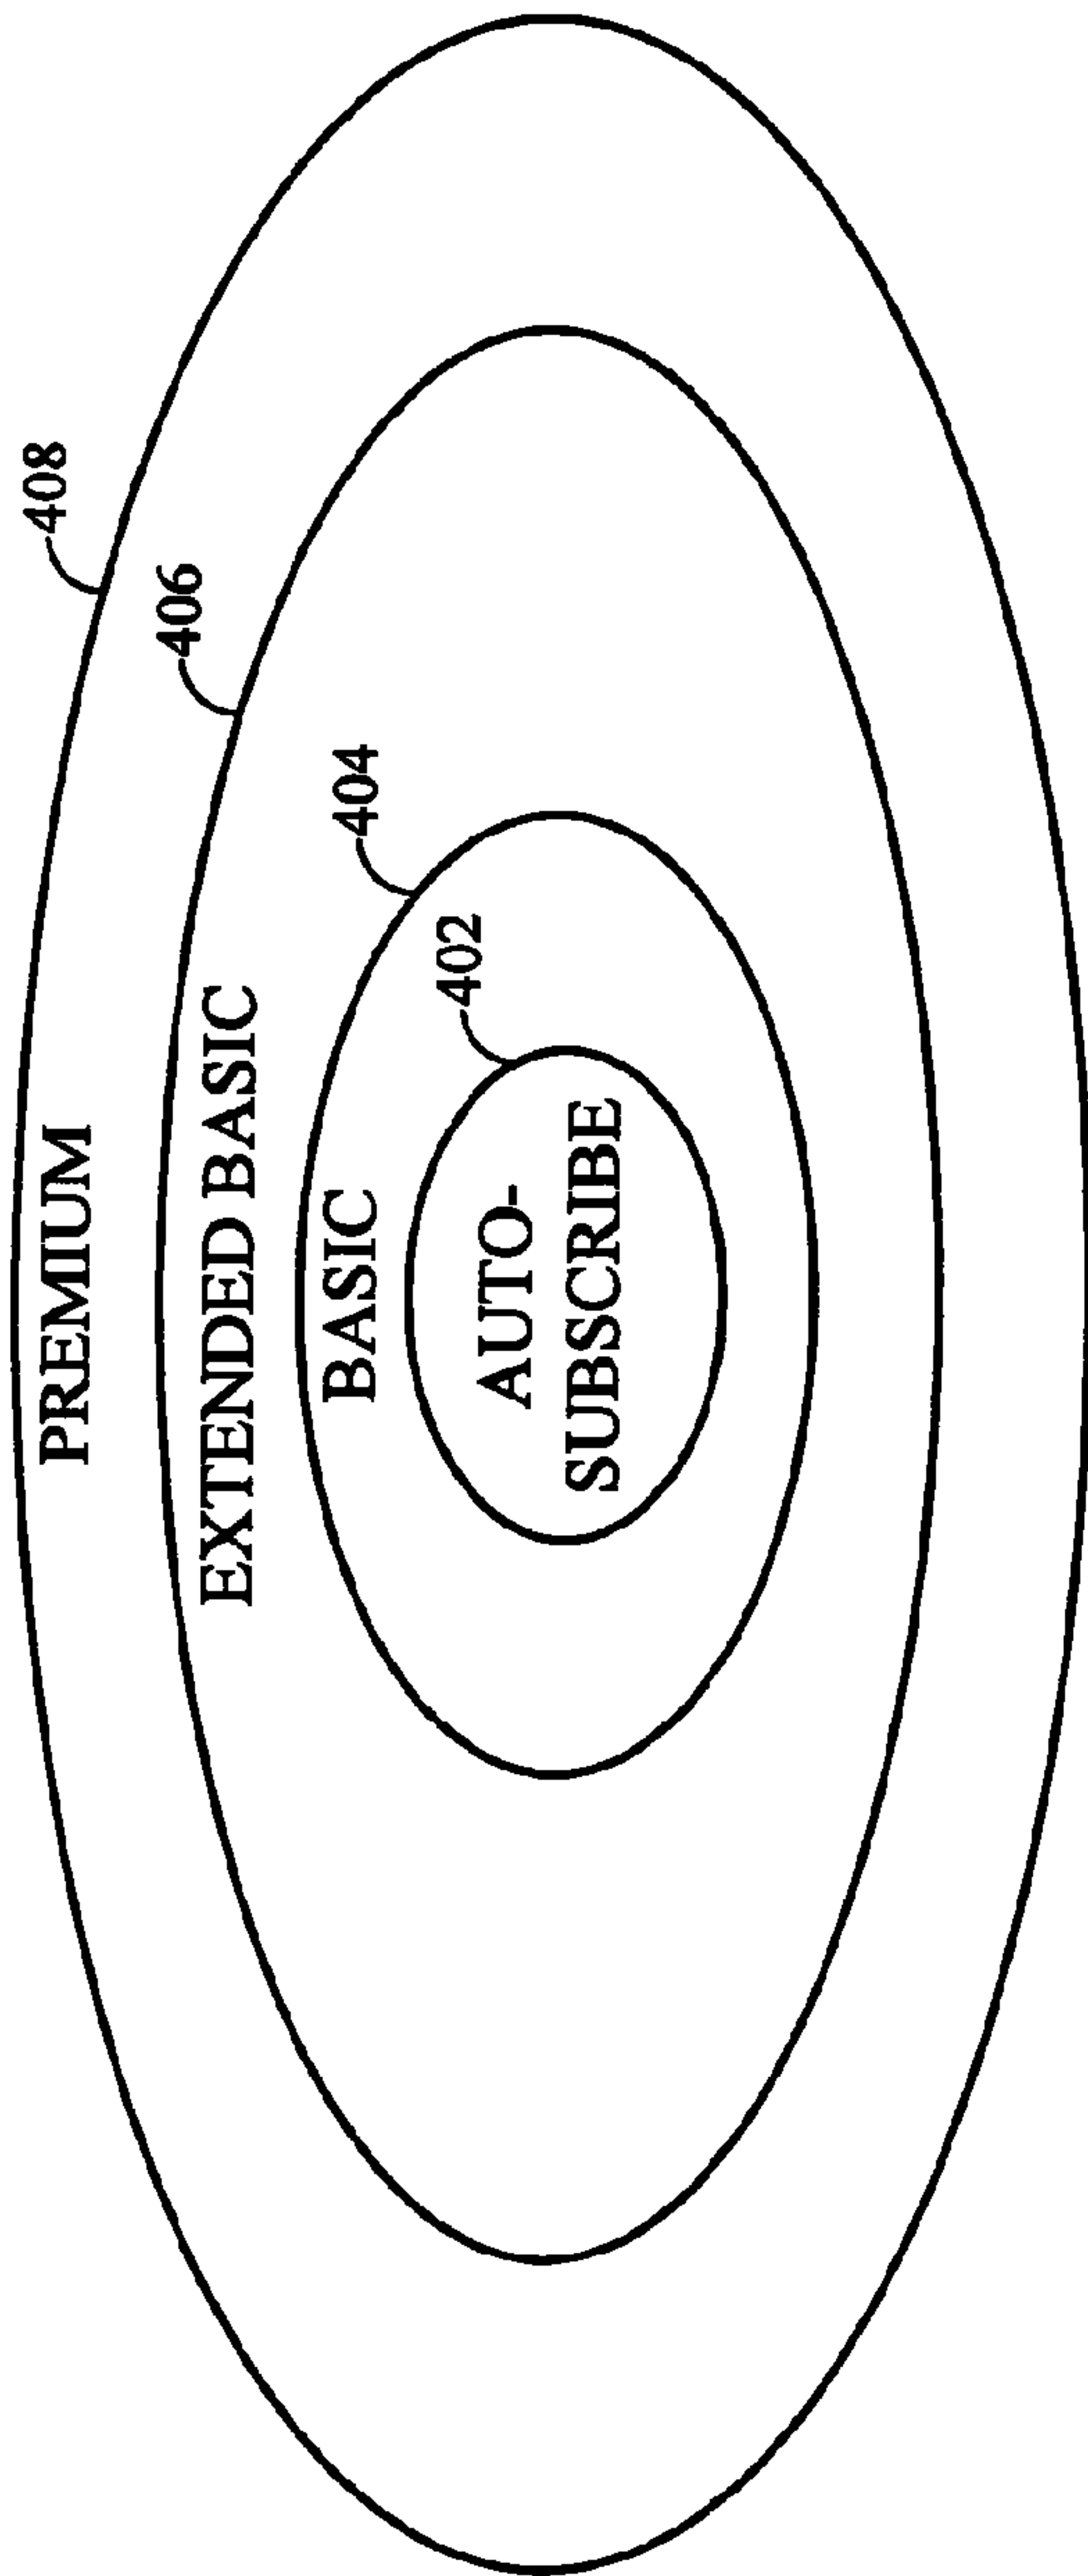 408
PREMIUM
406
EXTENDED BASIC
404
BASIC
402
AUTO-
SUBSCRIBE